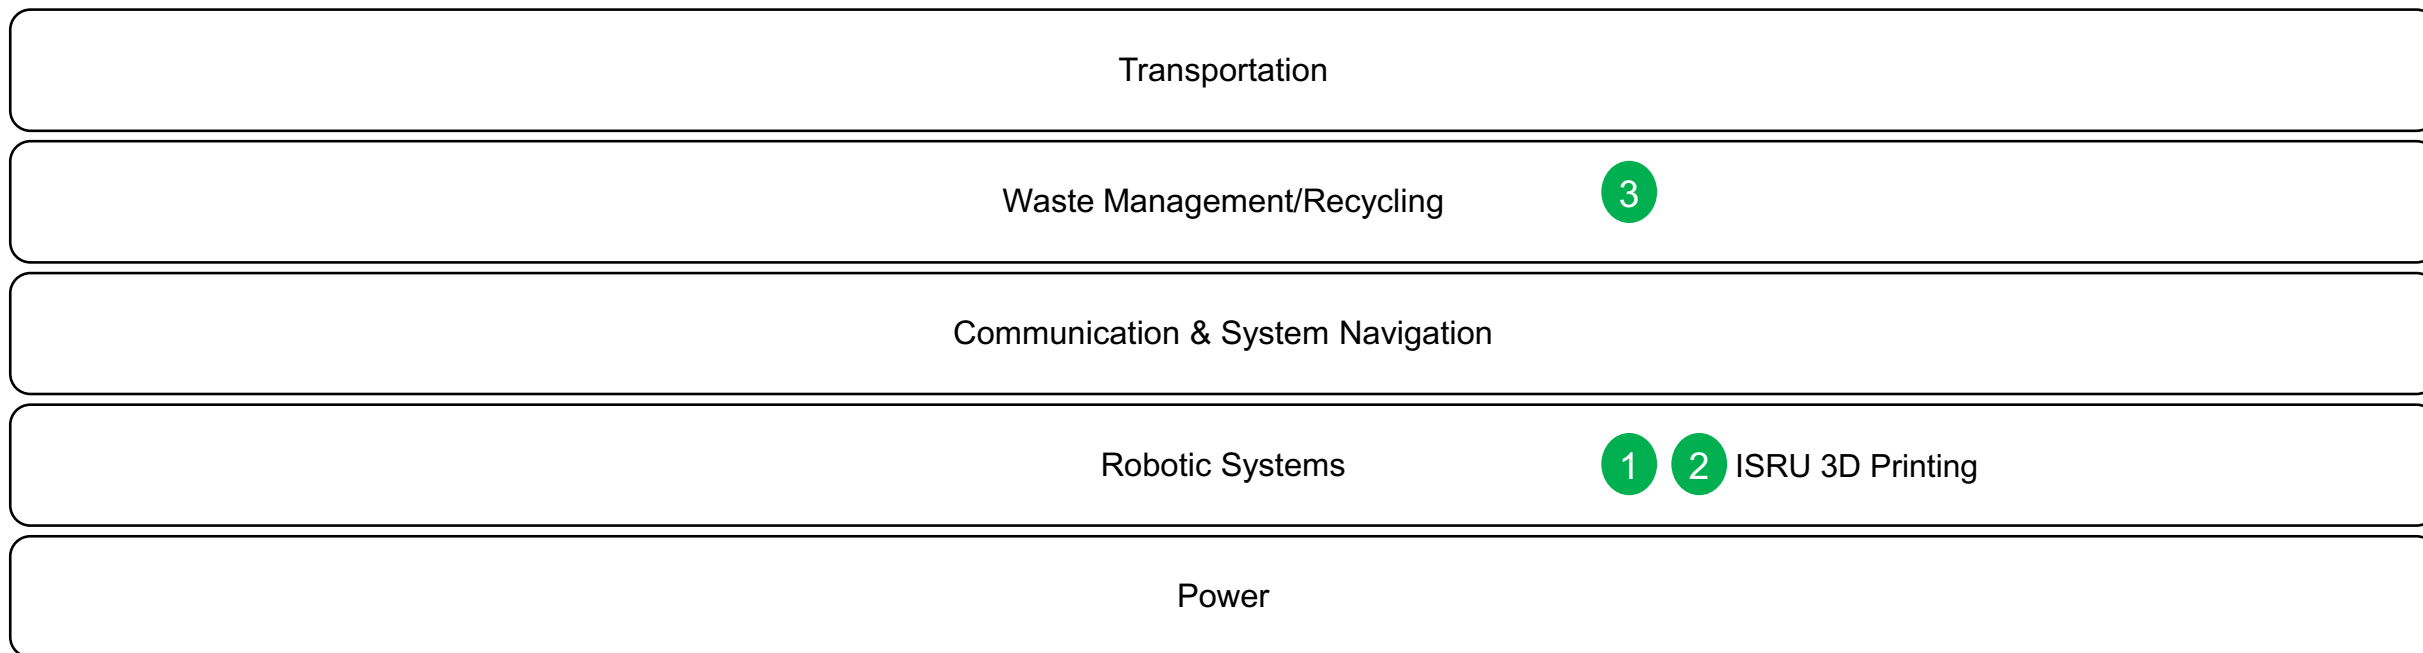 Transportation
Waste Management/Recycling 3
Communication & System Navigation
Robotic Systems 1 2 ISRU 3D Printing
Power